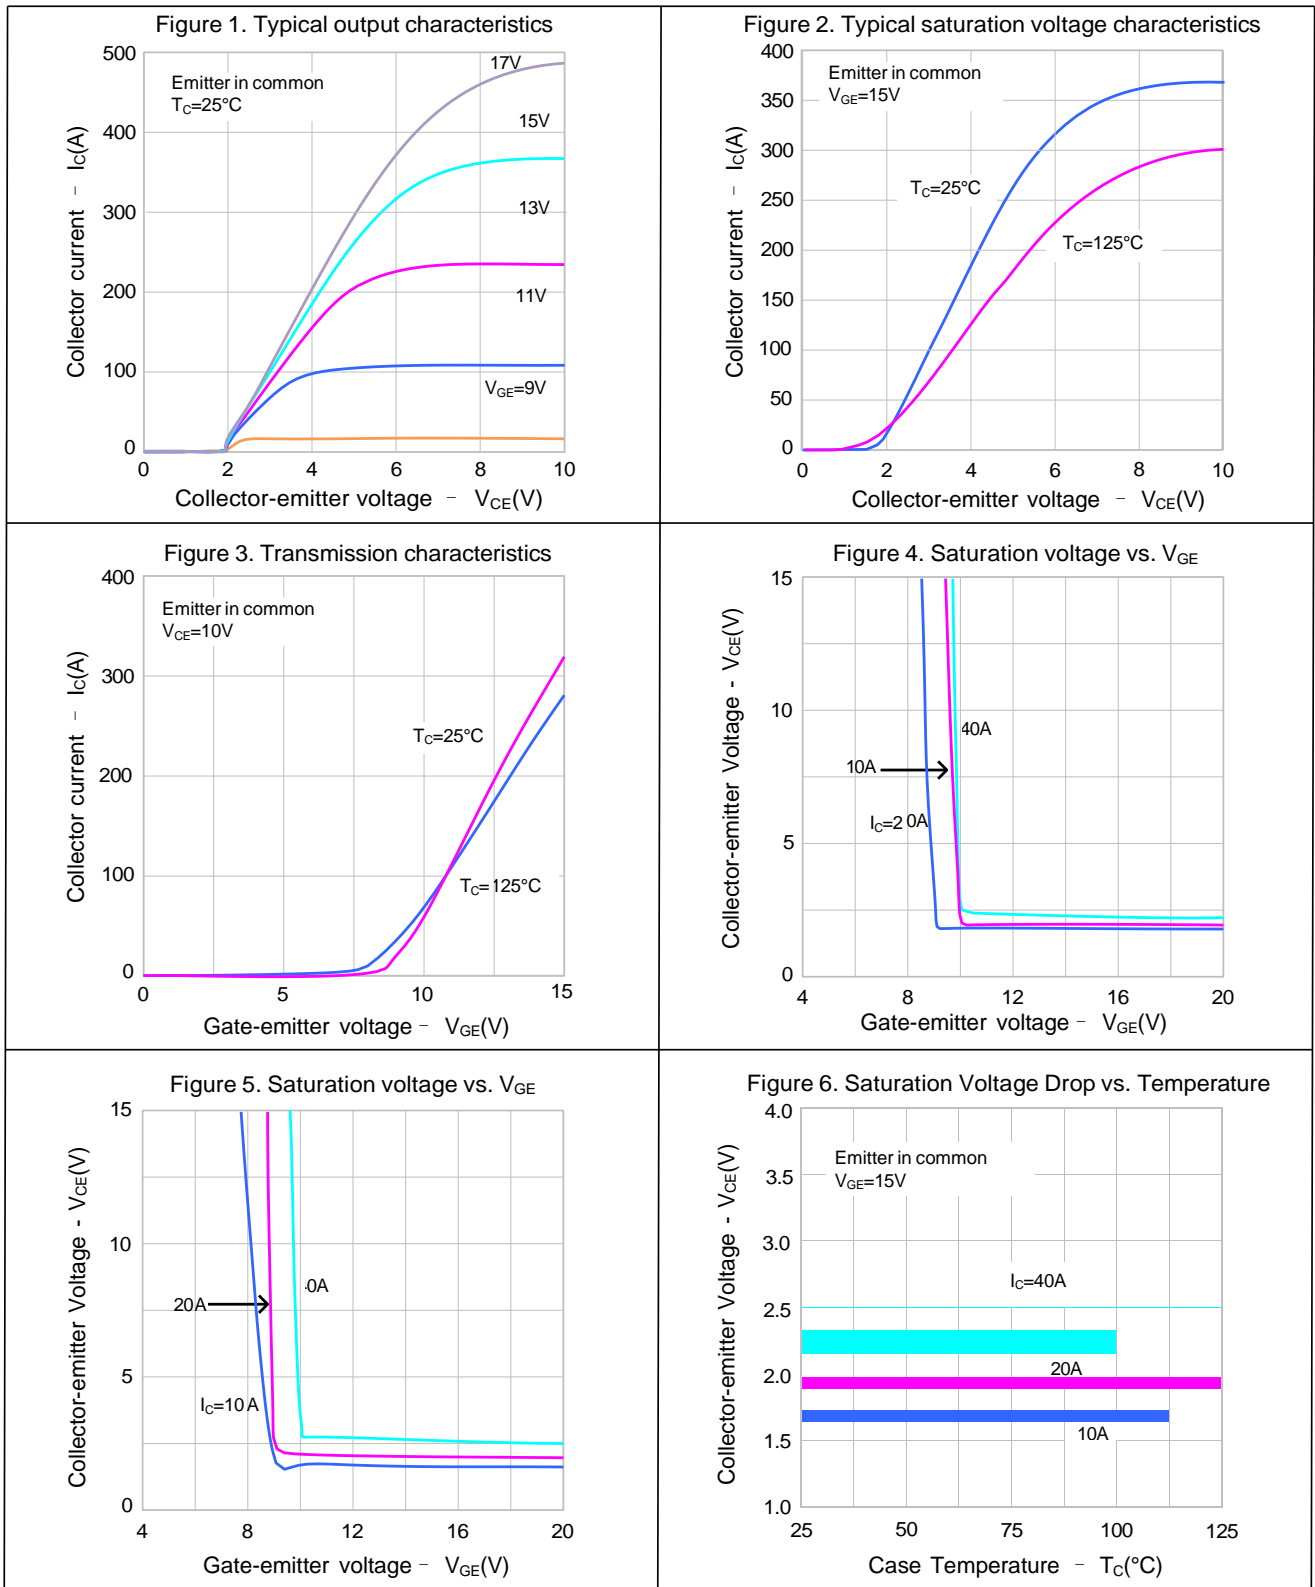 Figure 1. Typical output characteristics
500
400
300
200
100
0
Collector current − IC(A)
Emitter in common
TC=25°C
17V
15V
13V
11V
VGE=9V
0 2 4 6 8 10
Collector-emitter voltage − VCE(V)
Figure 2. Typical saturation voltage characteristics
400
350
300
250
200
150
100
50
0
Collector current − IC(A)
Emitter in common
VGE=15V
TC=25°C
TC=125°C
0 2 4 6 8 10
Collector-emitter voltage − VCE(V)
Figure 3. Transmission characteristics
400
300
200
100
0
Collector current − IC(A)
Emitter in common
VCE=10V
TC=25°C
TC=125°C
0 5 10 15
Gate-emitter voltage − VGE(V)
Figure 4. Saturation voltage vs. VGE
15
10
5
0
Collector-emitter Voltage - VCE(V)
40A
10A
IC=2 0A
4 8 12 16 20
Gate-emitter voltage − VGE(V)
Figure 5. Saturation voltage vs. VGE
15
10
5
0
Collector-emitter Voltage - VCE(V)
0A
20A
IC=10 A
4 8 12 16 20
Gate-emitter voltage − VGE(V)
Figure 6. Saturation Voltage Drop vs. Temperature
4.0
3.5
3.0
2.5
2.0
1.5
1.0
Collector-emitter Voltage - VCE(V)
Emitter in common
VGE=15V
IC=40A
20A
10A
25 50 75 100 125
Case Temperature − TC(°C)